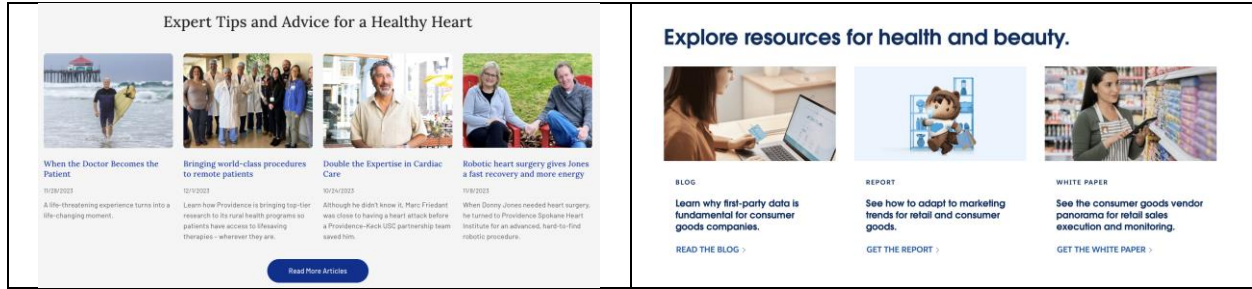 Expert Tips and Advice for a Healthy Heart
When the Doctor Becomes the
Patient
11/28/2023
A life-threatening experience turns into a
life-changing moment.
Bringing world-class procedures
to remote patients
12/1/2023
Learn how Providence is bringing top-tier
research to its rural health programs so
patients have access to lifesaving
therapies – wherever they are.
Double the Expertise in Cardiac
Care
10/24/2023
Although he didn't know it, Marc Friedant
was close to having a heart attack before
a Providence-Keck USC partnership team
saved him.
Robotic heart surgery gives Jones
a fast recovery and more energy
11/9/2023
When Donny Jones needed heart surgery,
he turned to Providence Spokane Heart
Institute for an advanced, hard-to-find
robotic procedure.
Read More Articles
Explore resources for health and beauty.
BLOG
Learn why first-party data is
fundamental for consumer
goods companies.
READ THE BLOG >
REPORT
See how to adapt to marketing
trends for retail and consumer
goods.
GET THE REPORT >
WHITE PAPER
See the consumer goods vendor
panorama for retail sales
execution and monitoring.
GET THE WHITE PAPER >